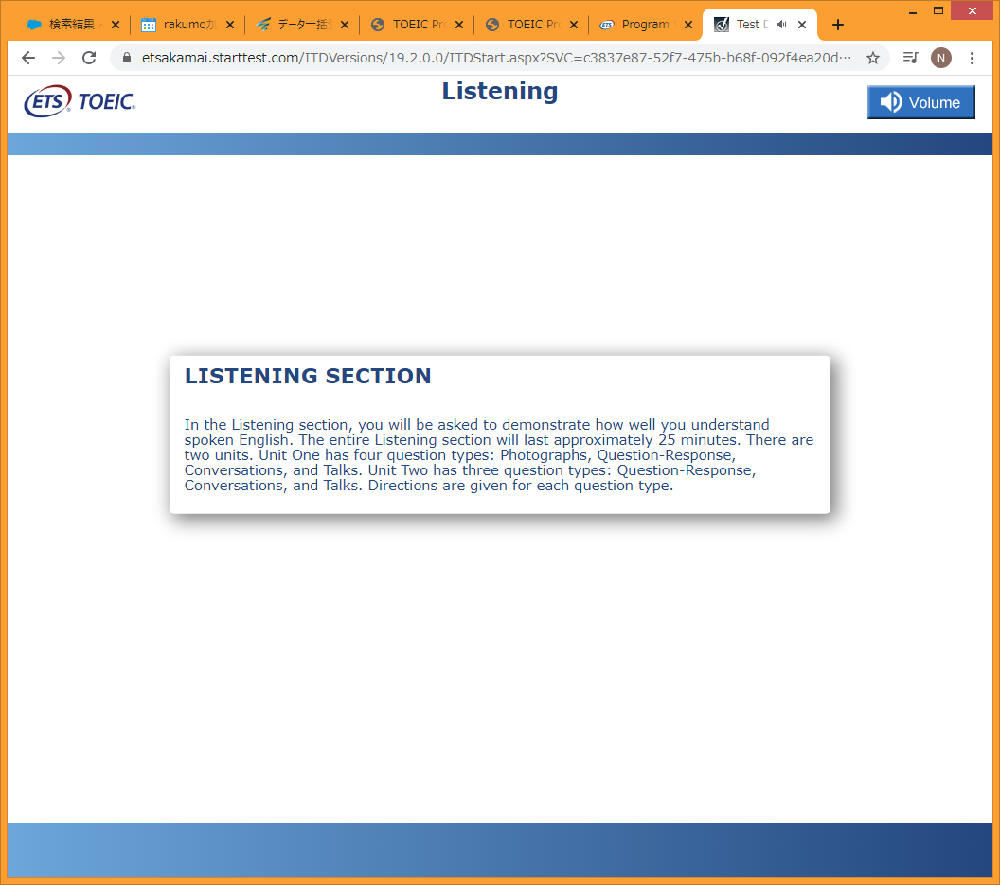 検索結果
rakumoカ
データ一括
TOEIC Pr
TOEIC Pr
Program
Test D
etsakamai.starttest.com/ITDVersions/19.2.0.0/ITDStart.aspx?SVC=c3837e87-52f7-475b-b68f-092f4ea20d…
N
ETS TOEIC®
Listening
Volume
LISTENING SECTION
In the Listening section, you will be asked to demonstrate how well you understand
spoken English. The entire Listening section will last approximately 25 minutes. There are
two units. Unit One has four question types: Photographs, Question-Response,
Conversations, and Talks. Unit Two has three question types: Question-Response,
Conversations, and Talks. Directions are given for each question type.